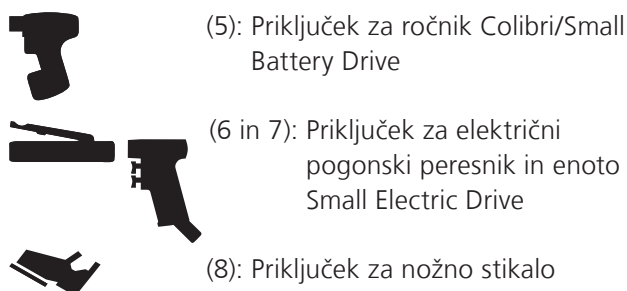 (5): Priključek za ročnik Colibri/Small
Battery Drive
(6 in 7): Priključek za električni
pogonski peresnik in enoto
Small Electric Drive
(8): Priključek za nožno stikalo